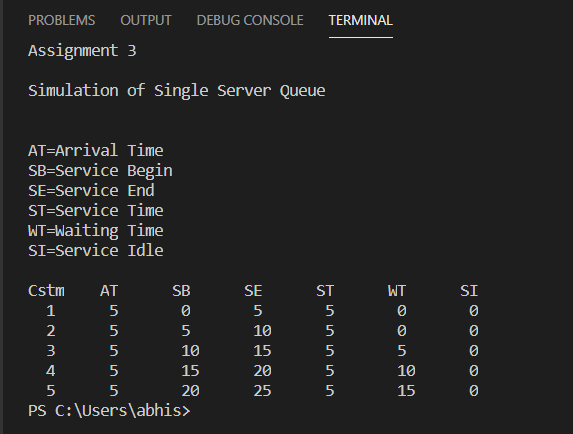 PROBLEMS OUTPUT DEBUG CONSOLE TERMINAL
Assignment 3
Simulation of Single Server Queue
AT=Arrival Time
SB=Service Begin
SE=Service End
ST=Service Time
WT=Waiting Time
SI=Service Idle
Cstm AT SB SE ST WT SI
1 5 0 5 5 0 0
2 5 5 10 5 0 0
3 5 10 15 5 5 0
4 5 15 20 5 10 0
5 5 20 25 5 15 0
PS C:\Users\abhis>